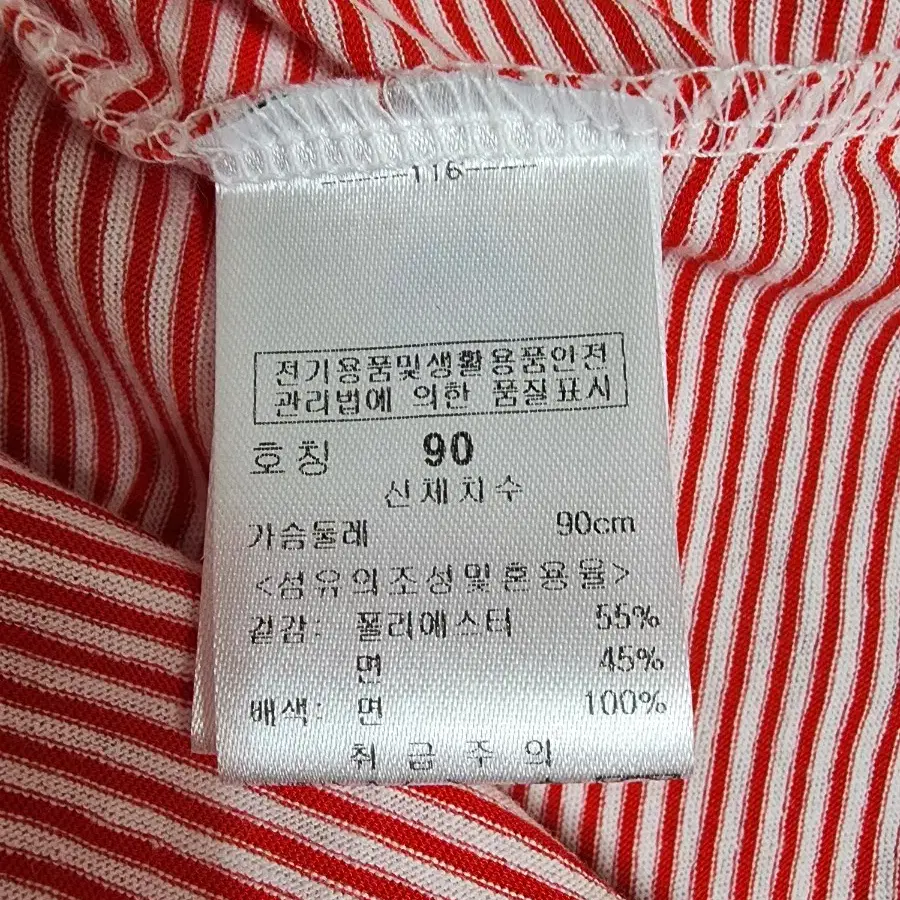 116
전기용품및생활용품안전
관리법에 의한 품질표시
호칭 90
신체치수
가슴둘레 90cm
<섬유의조성및혼용율>
겉감: 폴리에스터 55%
면 45%
배색: 면 100%
취급주의